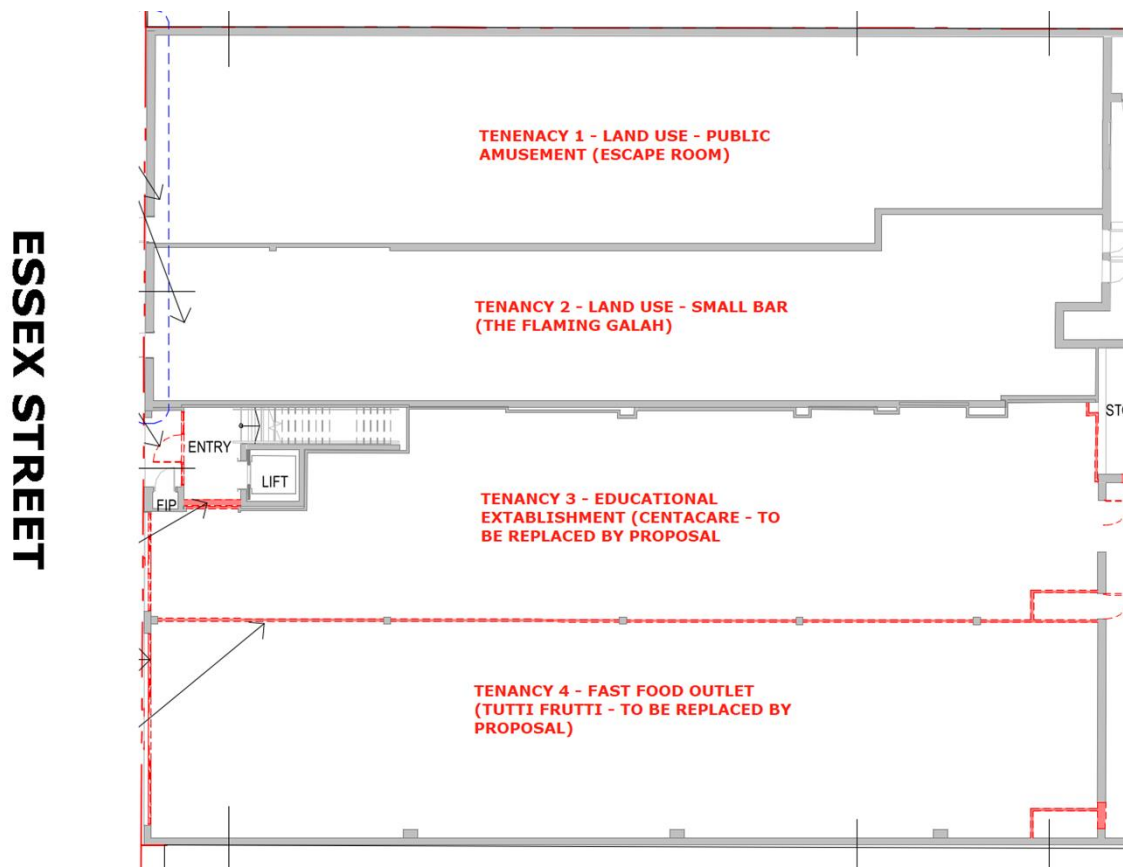 TENENACY 1 - LAND USE - PUBLIC
AMUSEMENT (ESCAPE ROOM)
ESSEX STREET
TENANCY 2 - LAND USE - SMALL BAR
(THE FLAMING GALAH)
ENTRY
LIFT
FIP
STO
TENANCY 3 - EDUCATIONAL
EXTABLISHMENT (CENTACARE - TO
BE REPLACED BY PROPOSAL
TENANCY 4 - FAST FOOD OUTLET
(TUTTI FRUTTI - TO BE REPLACED BY
PROPOSAL)